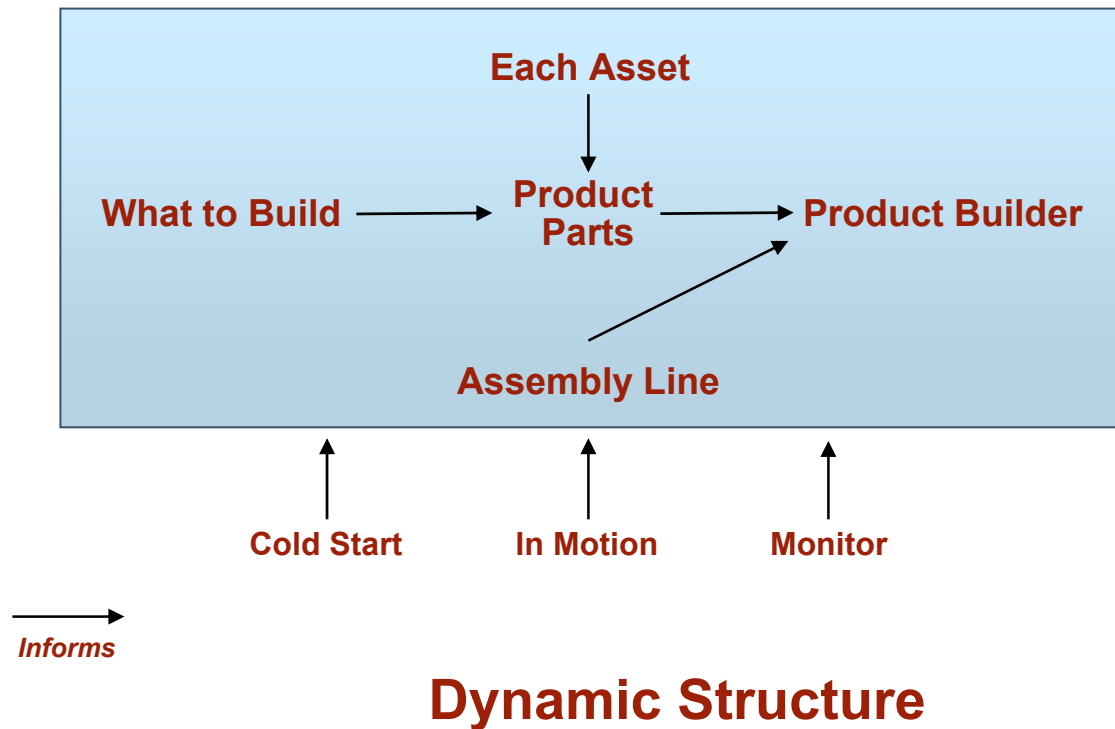 Each Asset
What to Build
Product
Parts
Product Builder
Assembly Line
Cold Start
In Motion
Monitor
Informs
Dynamic Structure